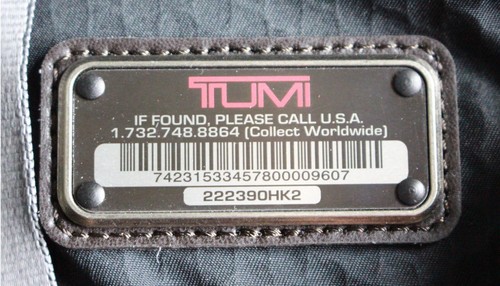 TUMI
IF FOUND, PLEASE CALL U.S.A.
1.732.748.8864 (Collect Worldwide)
74231533457800009607
222390HK2